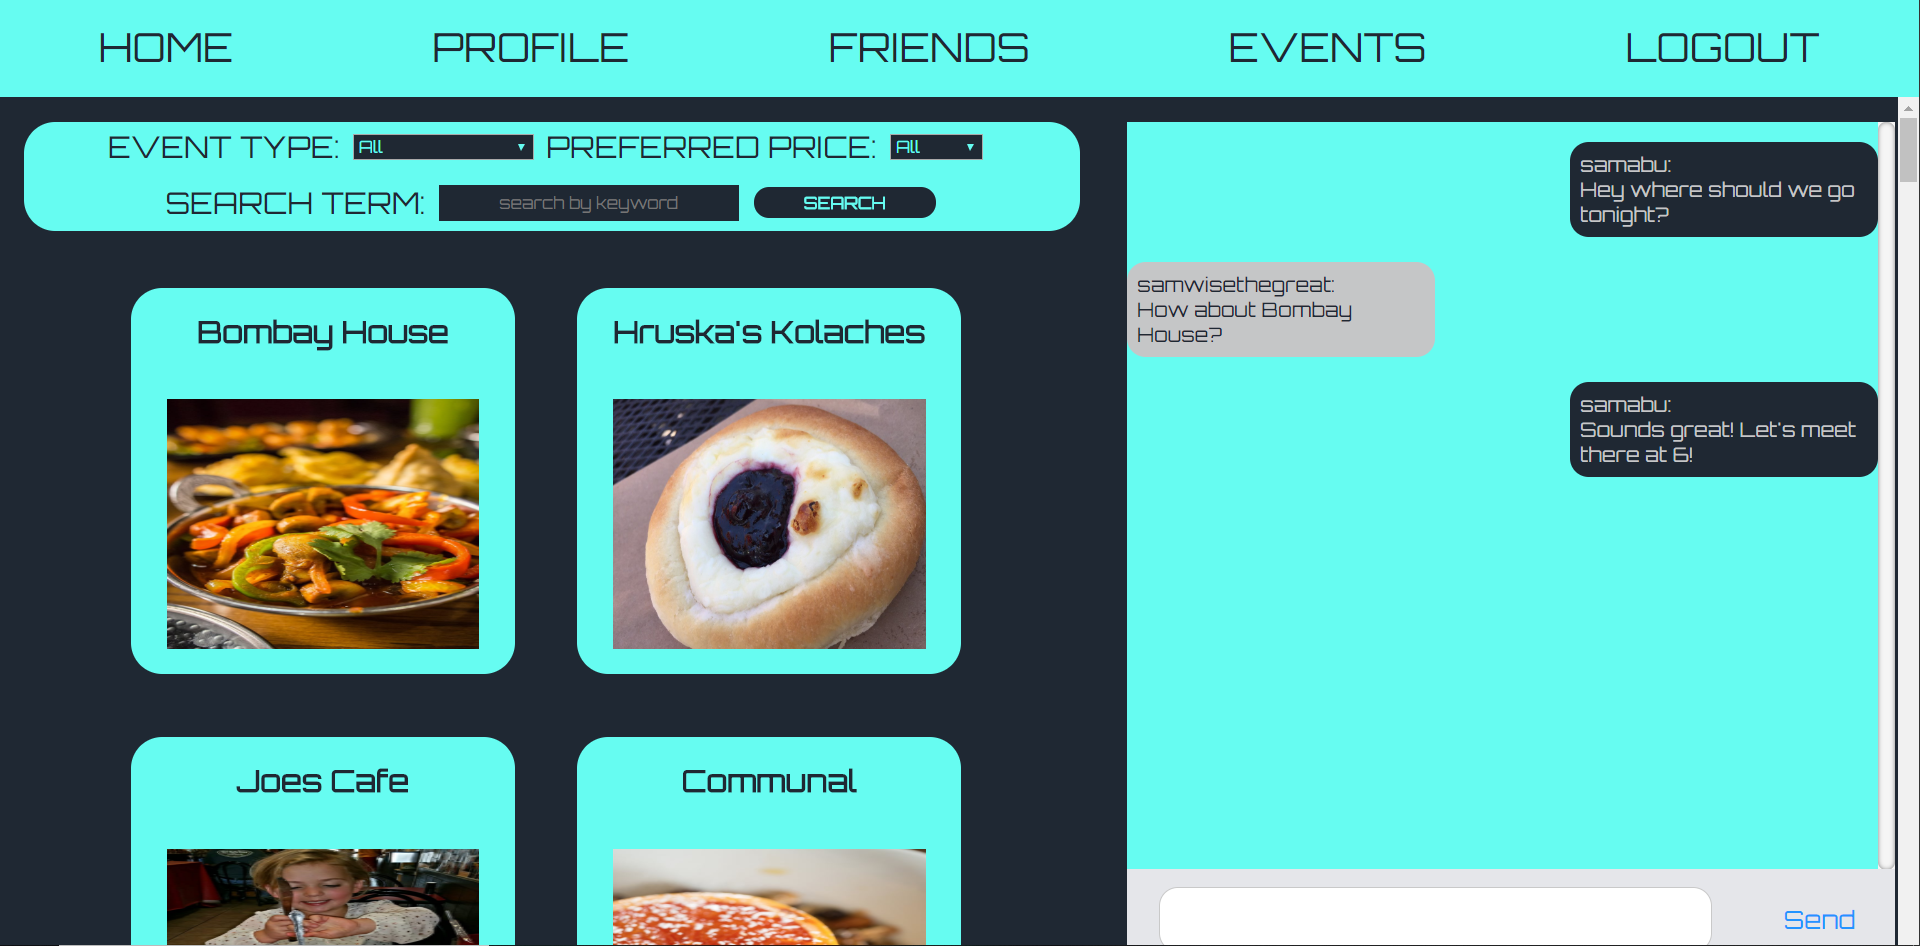 HOME
PROFILE
FRIENDS
EVENTS
LOGOUT
EVENT TYPE: All PREFERRED PRICE: All
SEARCH TERM: search by keyword SEARCH
Bombay House
Hruska's Kolaches
Joes Cafe
Communal
samabu:
Hey where should we go
tonight?
samwisethegreat:
How about Bombay
House?
samabu:
Sounds great! Let's meet
there at 6!
Send